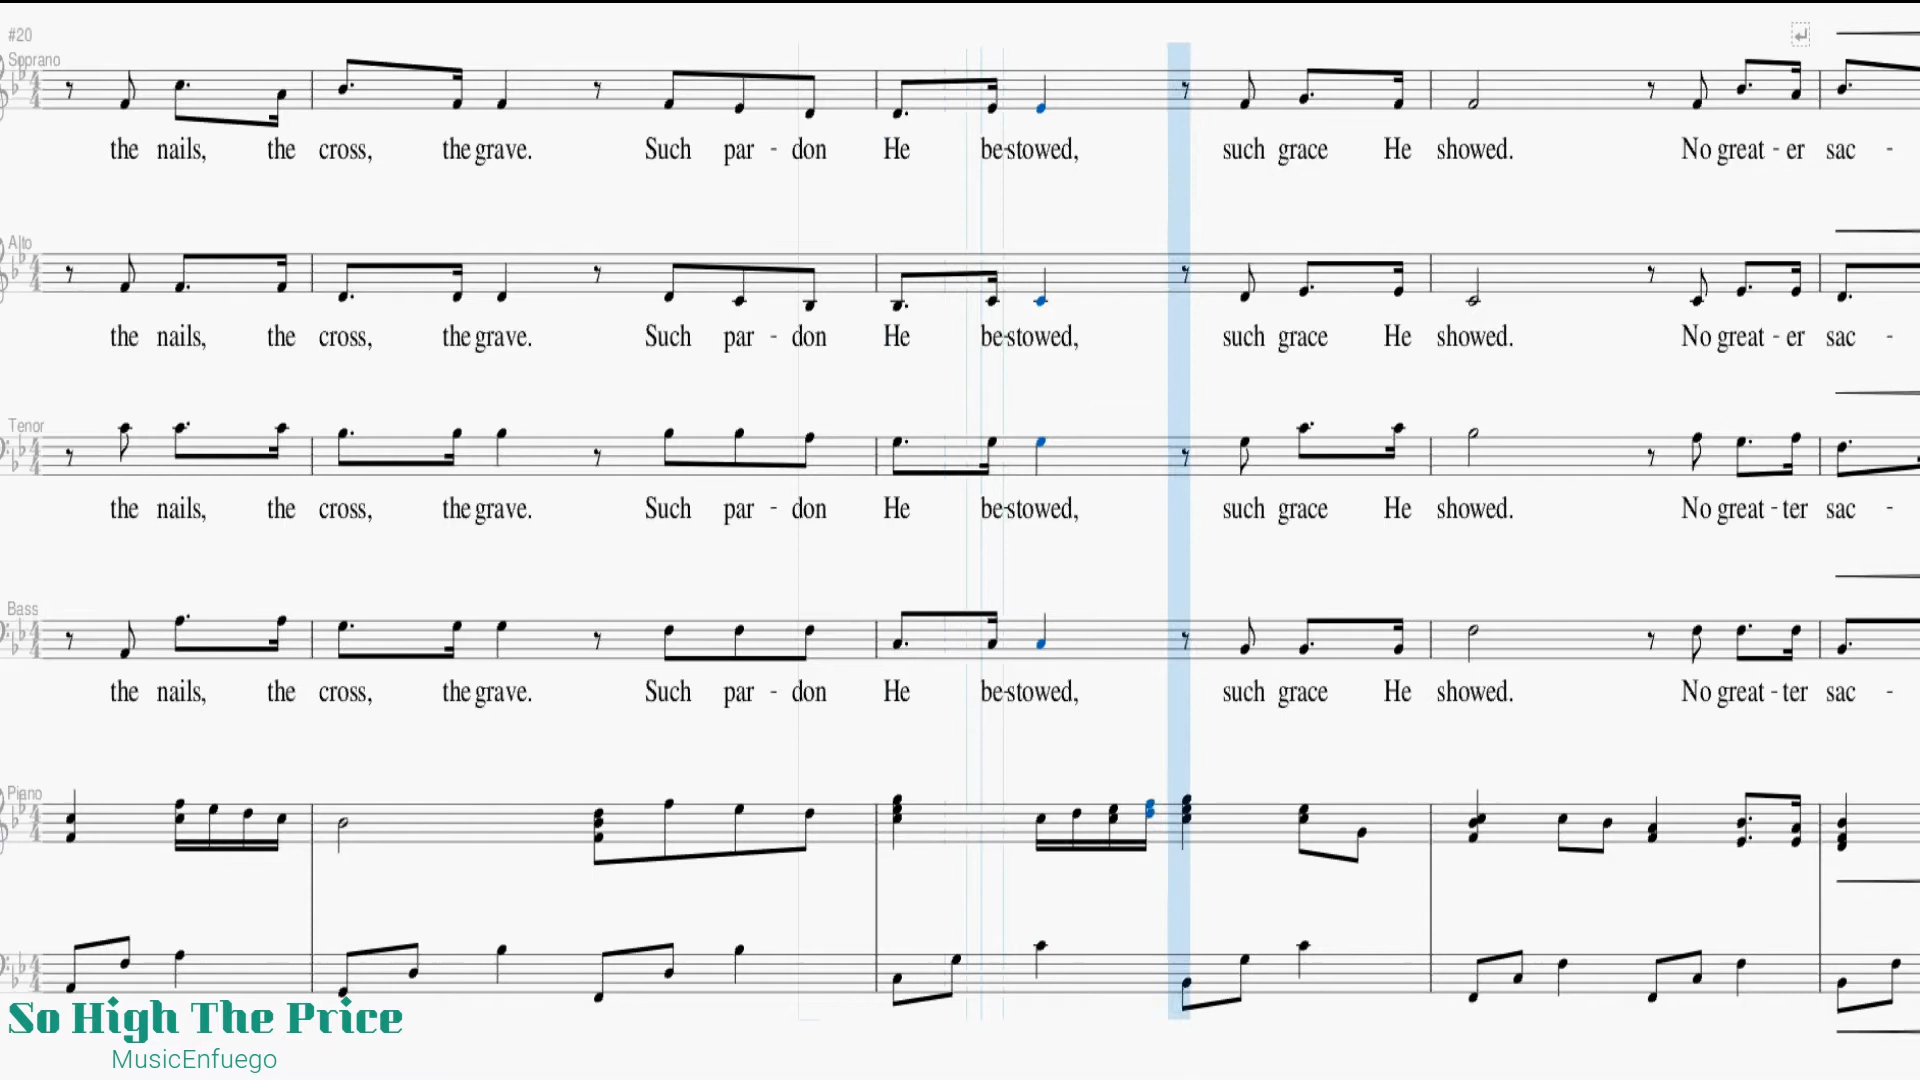 #20
Soprano
the nails, the cross, the grave. Such par - don He be-stowed, such grace He showed. No great - er sac -
Alto
the nails, the cross, the grave. Such par - don He be-stowed, such grace He showed. No great - er sac -
Tenor
the nails, the cross, the grave. Such par - don He be-stowed, such grace He showed. No great - ter sac -
Bass
the nails, the cross, the grave. Such par - don He be-stowed, such grace He showed. No great - ter sac -
Piano
So High The Price
MusicEnfuego